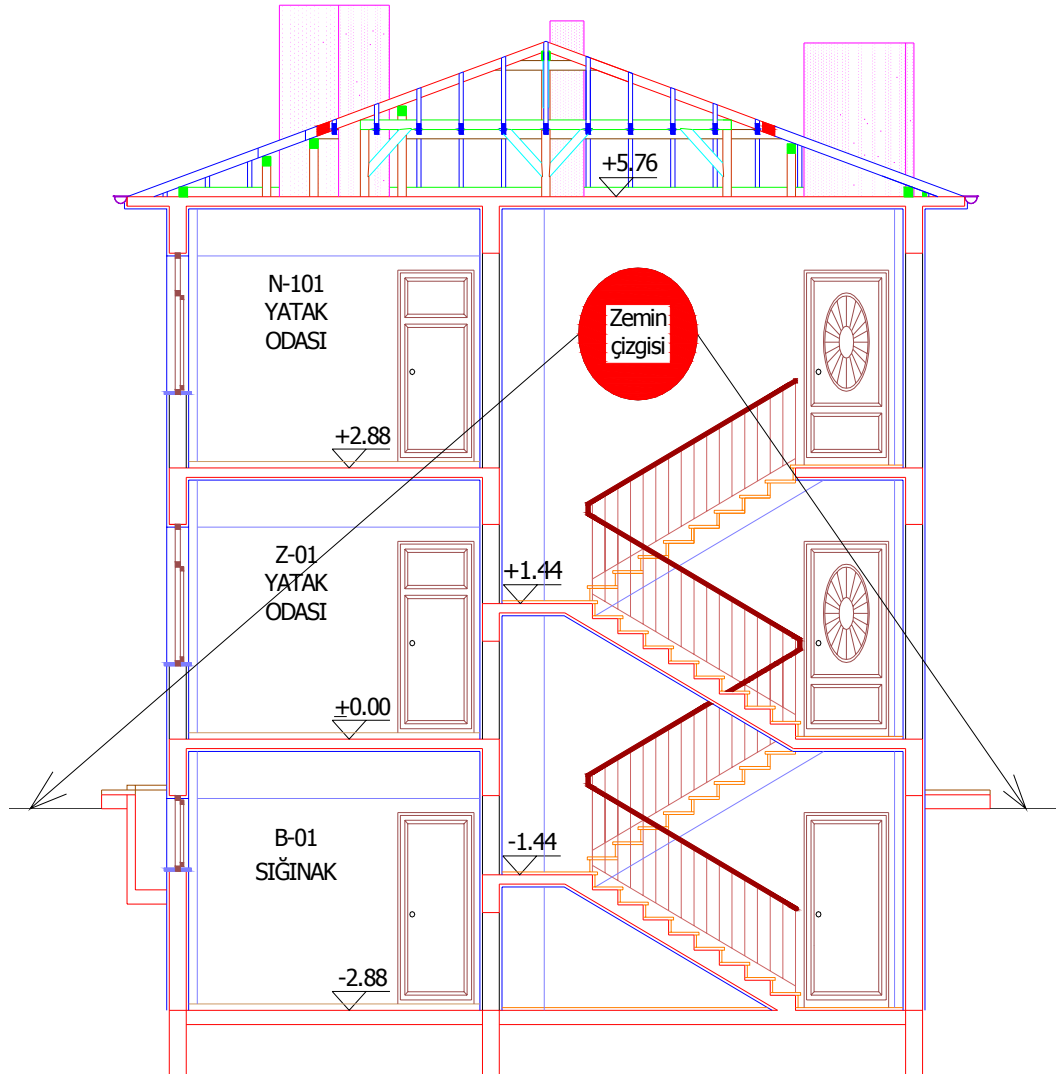 +5.76
N-101
YATAK
ODASI
Zemin
çizgisi
+2.88
Z-01
YATAK
ODASI
+1.44
±0.00
B-01
SIĞINAK
-1.44
-2.88